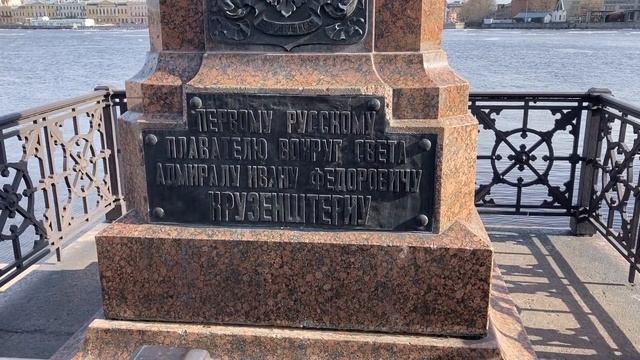 ПЕРВОМУ РУССКОМУ
ПЛАВАТЕЛЮ ВОКРУГ СВЕТА
АДМИРАЛУ ИВАНУ ФЕДОРОВИЧУ
КРУЗЕНШТЕРНУ